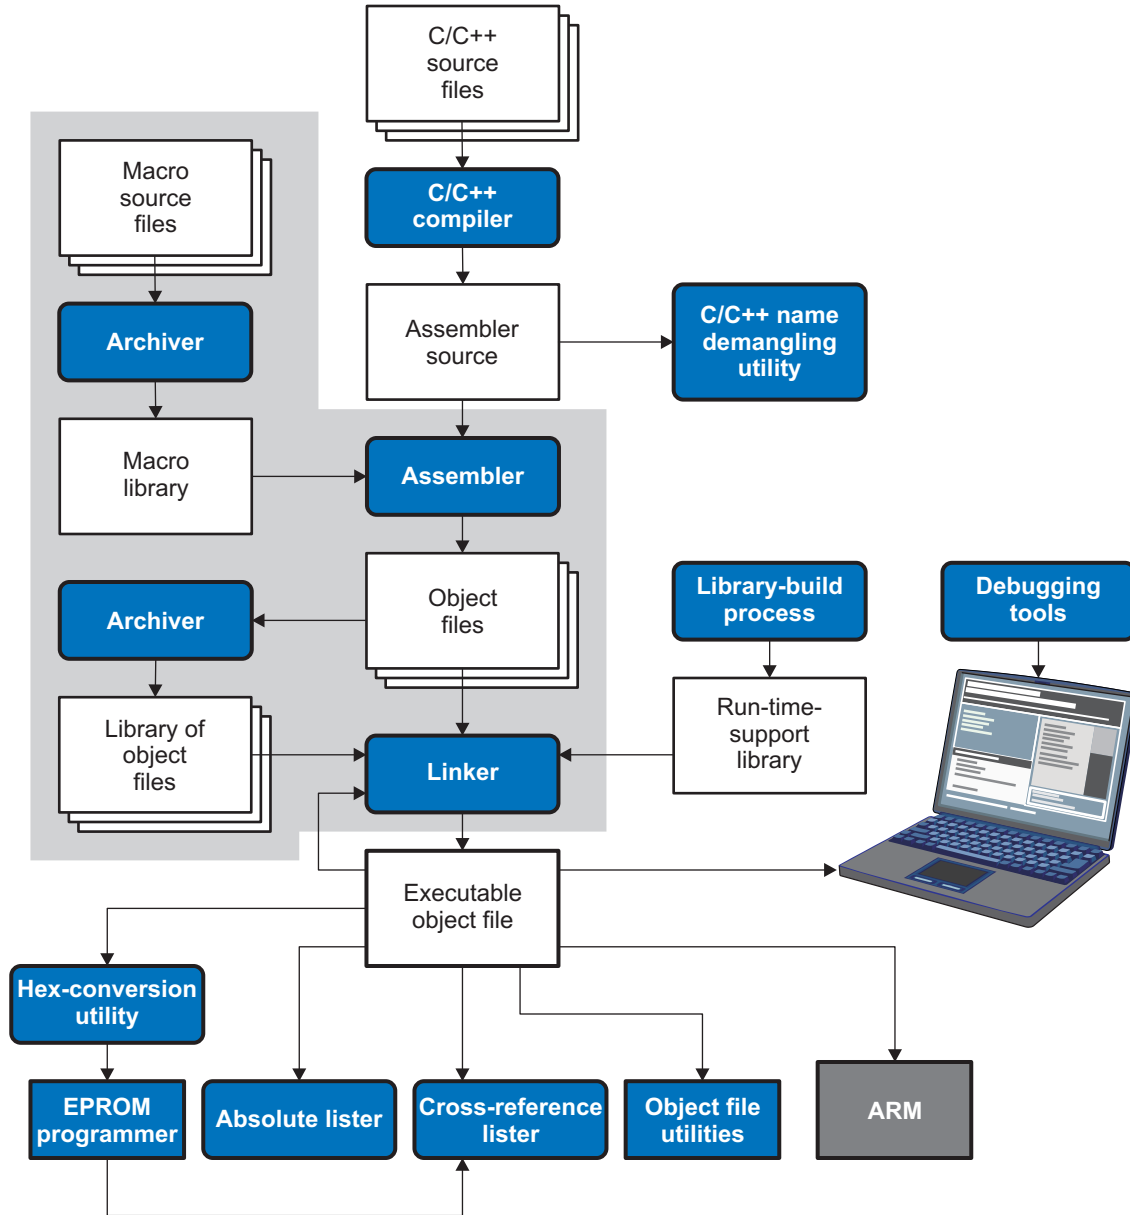 C/C++
source
files
Macro
source
files
C/C++
compiler
Archiver
Assembler
source
C/C++ name
demangling
utility
Macro
library
Assembler
Archiver
Object
files
Library-build
process
Debugging
tools
Library of
object
files
Linker
Run-time-
support
library
Executable
object file
Hex-conversion
utility
EPROM
programmer
Absolute lister
Cross-reference
lister
Object file
utilities
ARM